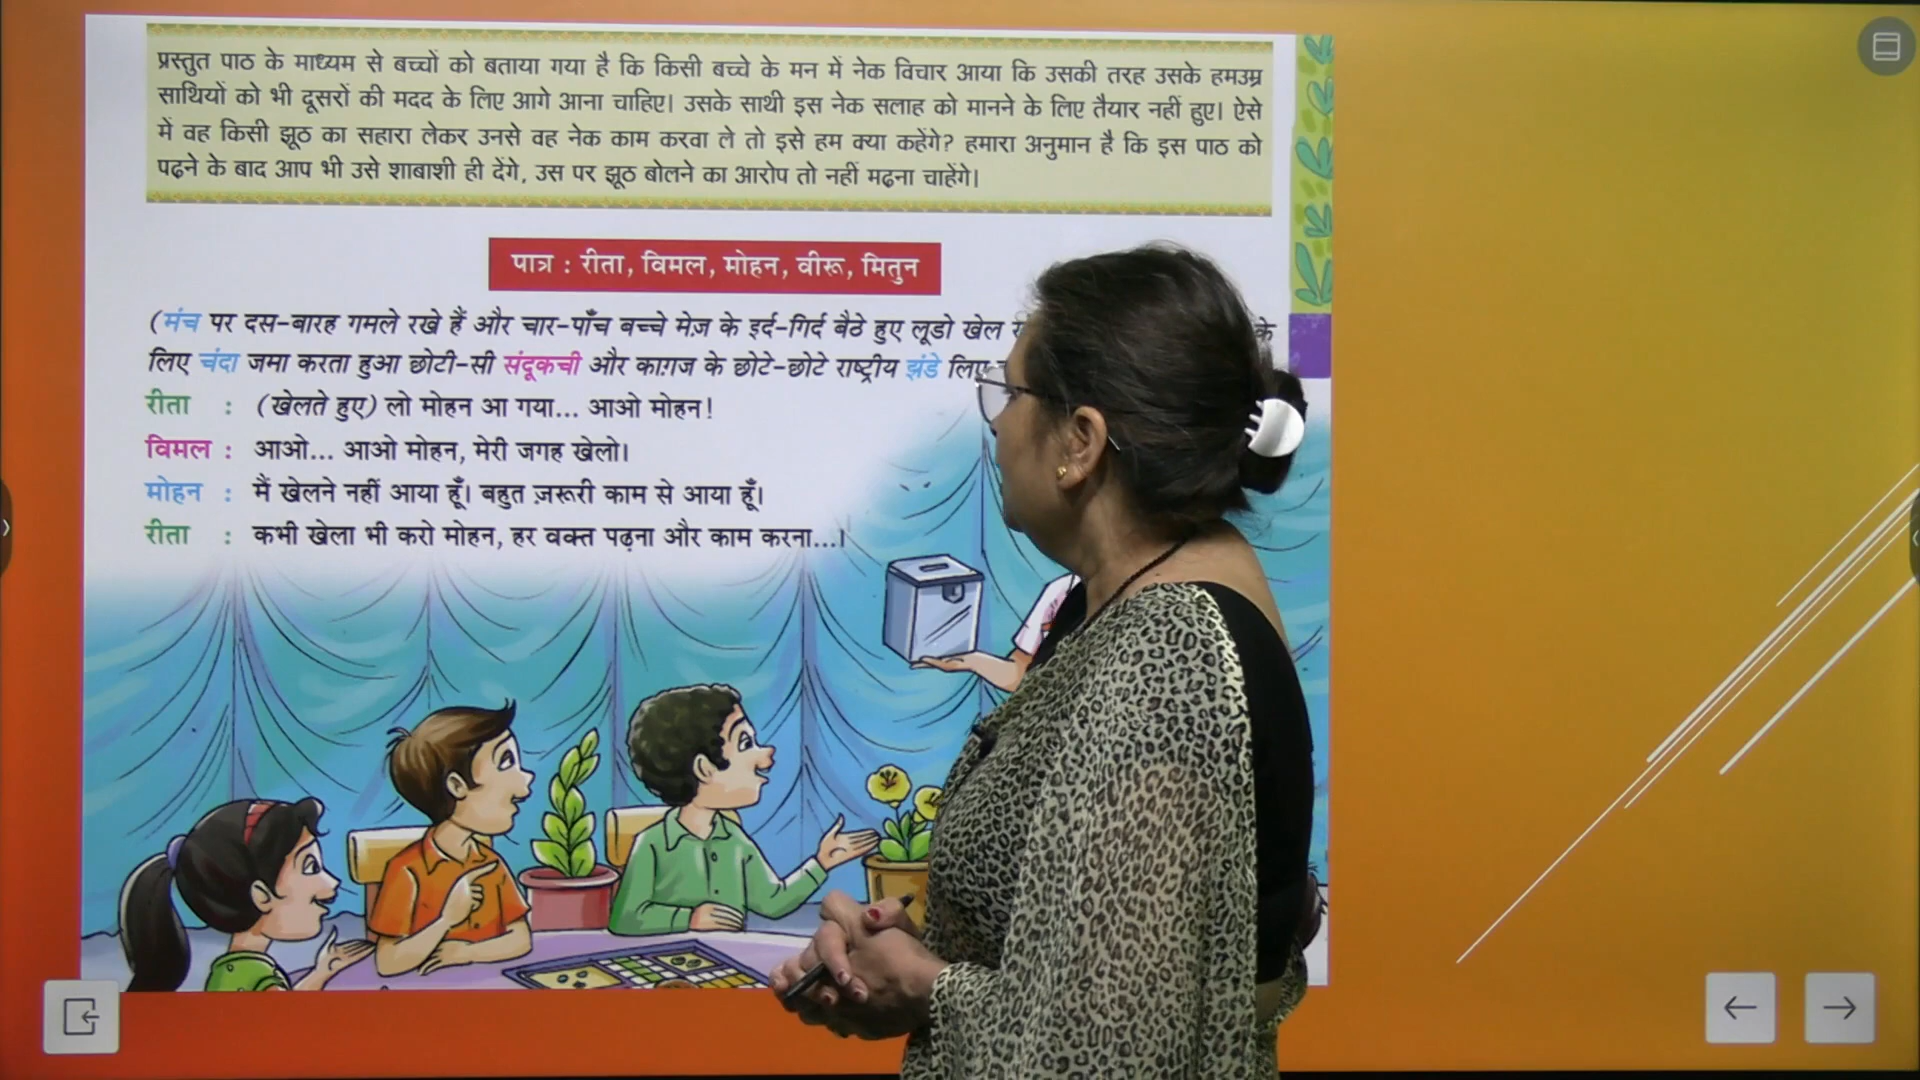 प्रस्तुत पाठ के माध्यम से बच्चों को बताया गया है कि किसी बच्चे के मन में नेक विचार आया कि उसकी तरह उसके हमउम्र
साथियों को भी दूसरों की मदद के लिए आगे आना चाहिए। उसके साथी इस नेक सलाह को मानने के लिए तैयार नहीं हुए। ऐसे
में वह किसी झूठ का सहारा लेकर उनसे वह नेक काम करवा ले तो इसे हम क्या कहेंगे? हमारा अनुमान है कि इस पाठ को
पढ़ने के बाद आप भी उसे शाबाशी ही देंगे, उस पर झूठ बोलने का आरोप तो नहीं मढ़ना चाहेंगे।
पात्र : रीता, विमल, मोहन, वीरू, मितुन
(मंच पर दस-बारह गमले रखे हैं और चार-पाँच बच्चे मेज़ के इर्द-गिर्द बैठे हुए लूडो खेल के
लिए चंदा जमा करता हुआ छोटी-सी संदूकची और काग़ज के छोटे-छोटे राष्ट्रीय झंडे लिए
रीता : (खेलते हुए) लो मोहन आ गया... आओ मोहन!
विमल : आओ... आओ मोहन, मेरी जगह खेलो।
मोहन : मैं खेलने नहीं आया हूँ। बहुत ज़रूरी काम से आया हूँ।
रीता : कभी खेला भी करो मोहन, हर वक्त पढ़ना और काम करना...।